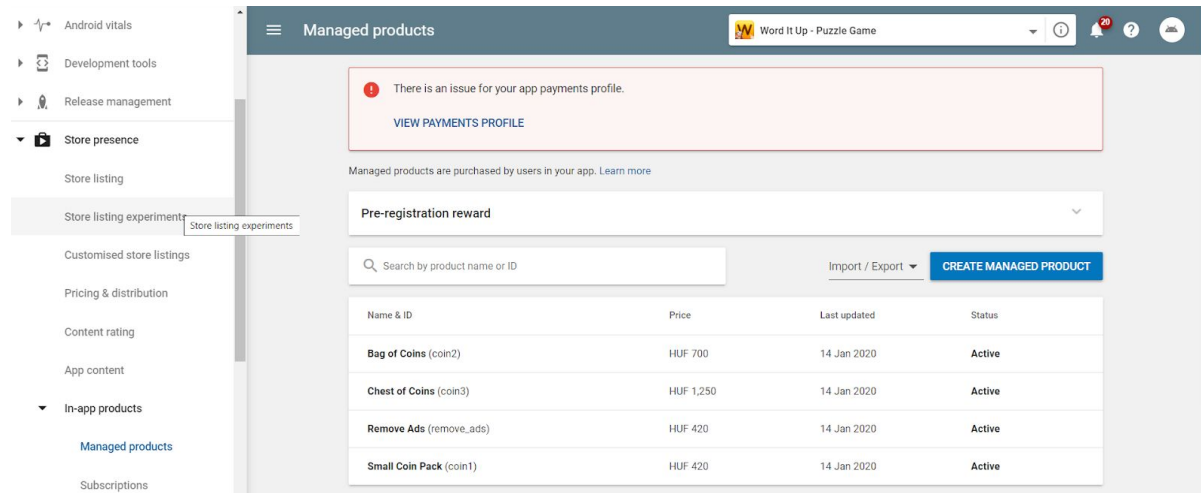 Android vitals
Development tools
Release management
Store presence
Store listing
Store listing experiments
Store listing experiments
Customised store listings
Pricing & distribution
Content rating
App content
In-app products
Managed products
Subscriptions
Managed products
W Word It Up - Puzzle Game
20
There is an issue for your app payments profile.
VIEW PAYMENTS PROFILE
Managed products are purchased by users in your app. Learn more
Pre-registration reward
Search by product name or ID
Import / Export
CREATE MANAGED PRODUCT
Name & ID Price Last updated Status
Bag of Coins (coin2) HUF 700 14 Jan 2020 Active
Chest of Coins (coin3) HUF 1,250 14 Jan 2020 Active
Remove Ads (remove_ads) HUF 420 14 Jan 2020 Active
Small Coin Pack (coin1) HUF 420 14 Jan 2020 Active